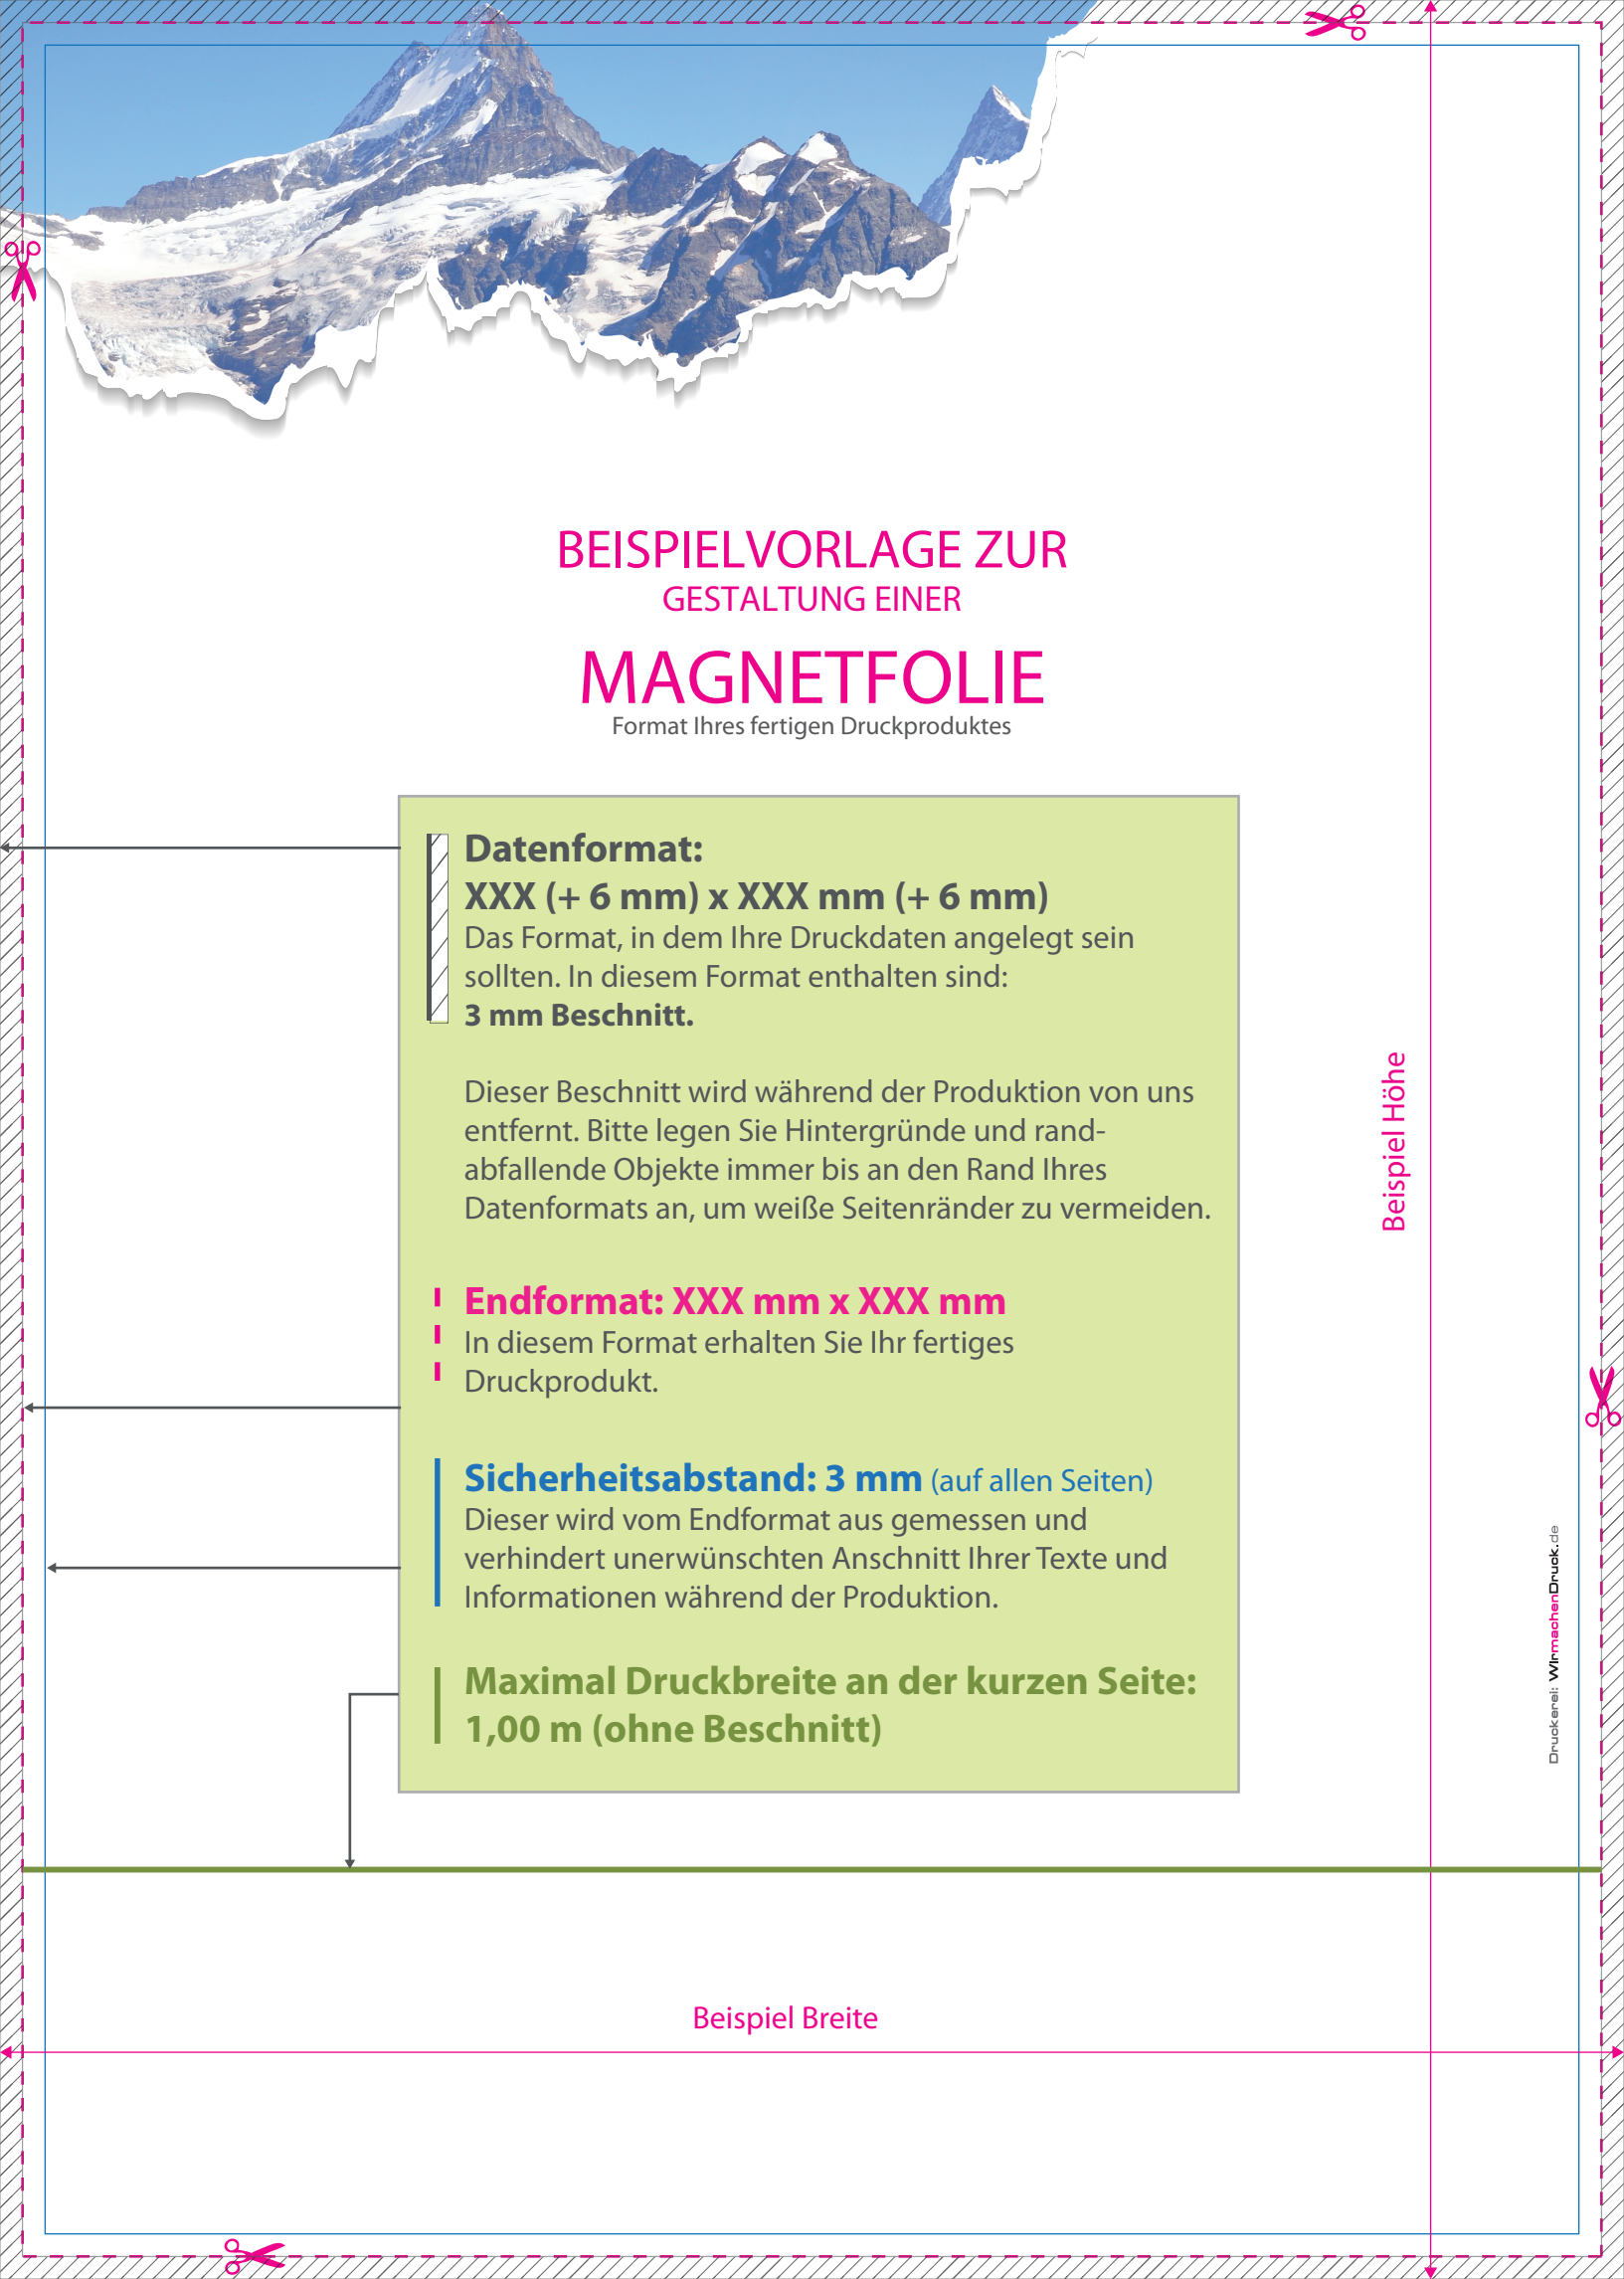 BEISPIELVORLAGE ZUR
GESTALTUNG EINER
MAGNETFOLIE
Format Ihres fertigen Druckproduktes
Datenformat:
XXX (+ 6 mm) x XXX mm (+ 6 mm)
Das Format, in dem Ihre Druckdaten angelegt sein
sollten. In diesem Format enthalten sind:
3 mm Beschnitt.
Dieser Beschnitt wird während der Produktion von uns
entfernt. Bitte legen Sie Hintergründe und rand-
abfallende Objekte immer bis an den Rand Ihres
Datenformats an, um weiße Seitenränder zu vermeiden.
Endformat: XXX mm x XXX mm
In diesem Format erhalten Sie Ihr fertiges
Druckprodukt.
Sicherheitsabstand: 3 mm (auf allen Seiten)
Dieser wird vom Endformat aus gemessen und
verhindert unerwünschten Anschnitt Ihrer Texte und
Informationen während der Produktion.
Maximal Druckbreite an der kurzen Seite:
1,00 m (ohne Beschnitt)
Beispiel Höhe
Druckerei: WIrmachenDruck.de
Beispiel Breite